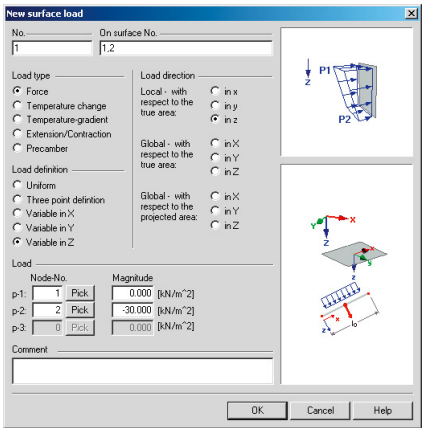 New surface load
No. On surface No.
1 1,2
Load type Load direction
Force
Temperature change
Temperature-gradient
Extension/Contraction
Precamber
Local - with respect to the true area:
in x
in y
in z
Global - with respect to the true area:
in X
in Y
in Z
Global - with respect to the projected area:
in X
in Y
in Z
Load definition
Uniform
Three point defintion
Variable in X
Variable in Y
Variable in Z
Load
Node-No. Magnitude
p-1: 1 Pick 0.000 [kN/m^2]
p-2: 2 Pick -30.000 [kN/m^2]
p-3: 0 Pick 0.000 [kN/m^2]
Comment
OK Cancel Help
P1
Z
P2
Y X
Z
x
y
z
x
z
lo